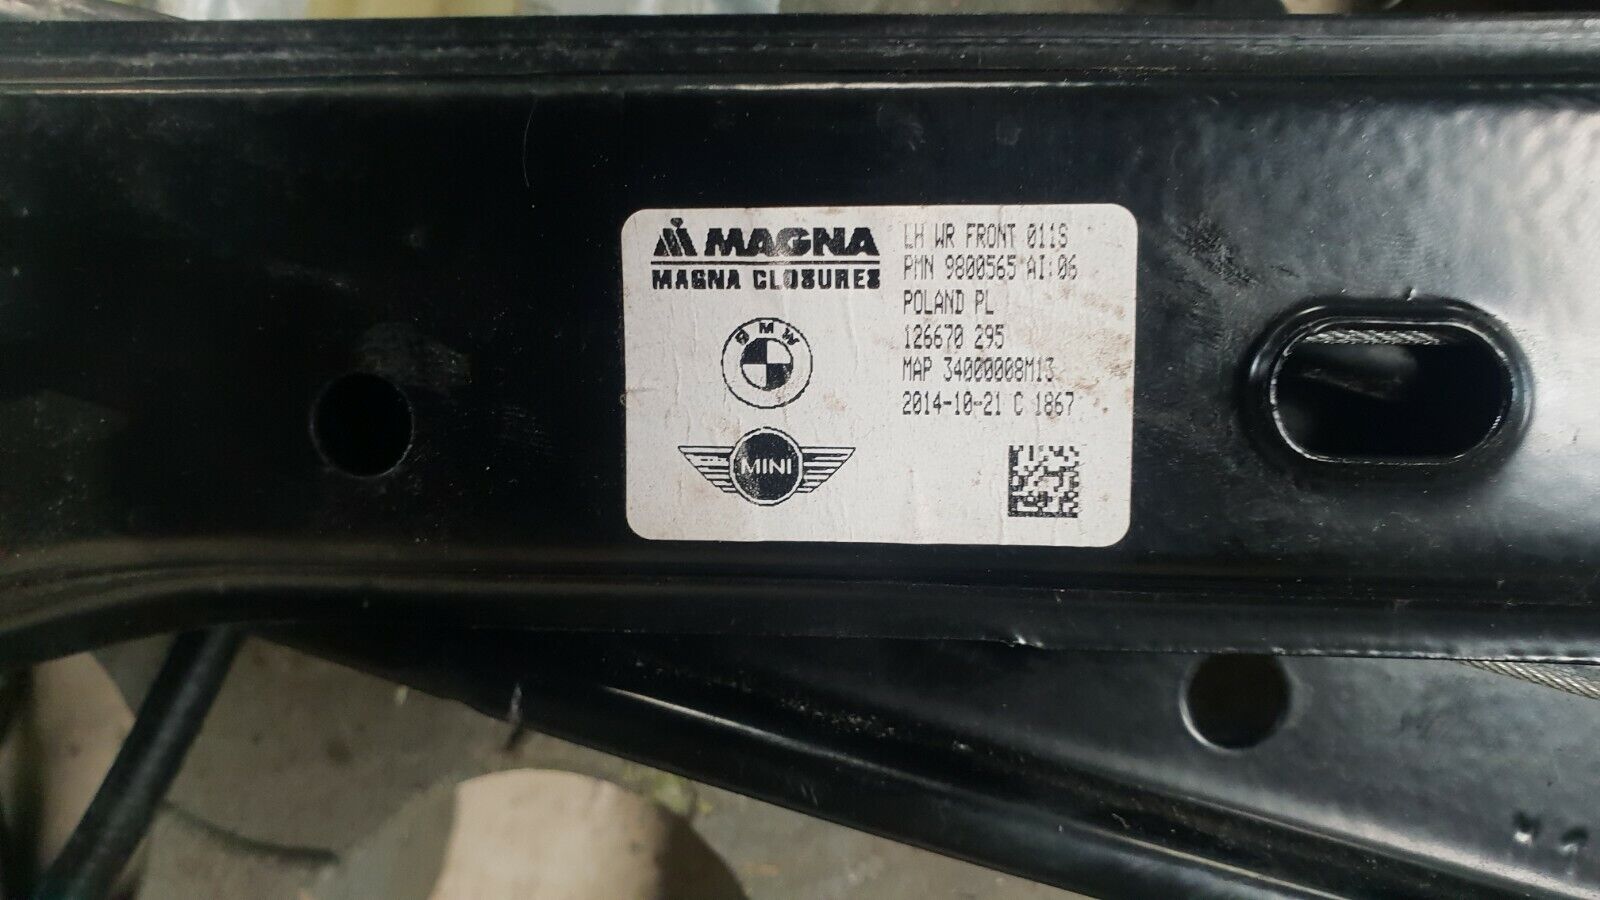 MAGNA
MAGNA CLOSURES
BMW
MINI
LH WR FRONT 011S
PMN 9800565 AI:06
POLAND PL
126670 295
MAP 34000008M13
2014-10-21 C 1867